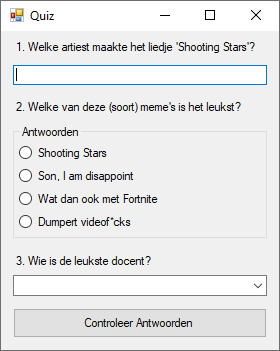 Quiz
1. Welke artiest maakte het liedje 'Shooting Stars'?
2. Welke van deze (soort) meme's is het leukst?
Antwoorden
Shooting Stars
Son, I am disappoint
Wat dan ook met Fortnite
Dumpert videof*cks
3. Wie is de leukste docent?
Controleer Antwoorden